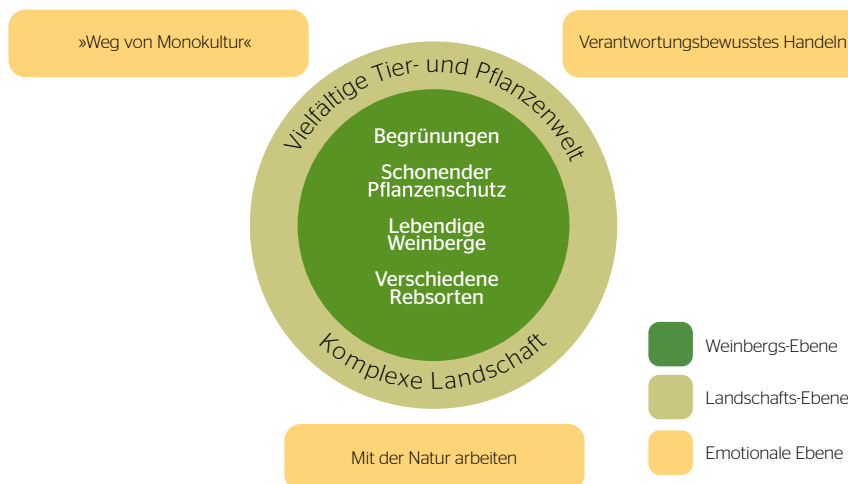 »Weg von Monokultur«
Verantwortungsbewusstes Handeln
Vielfältige Tier- und Pflanzenwelt
Begrünungen
Schonender
Pflanzenschutz
Lebendige
Weinberge
Verschiedene
Rebsorten
Komplexe Landschaft
Weinbergs-Ebene
Landschafts-Ebene
Emotionale Ebene
Mit der Natur arbeiten